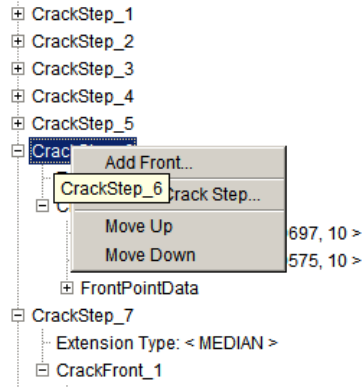 CrackStep_1
CrackStep_2
CrackStep_3
CrackStep_4
CrackStep_5
Crac
Add Front...
CrackStep_6
Crack Step...
C
Move Up
697, 10 >
Move Down
575, 10 >
FrontPointData
CrackStep_7
Extension Type: < MEDIAN >
CrackFront_1